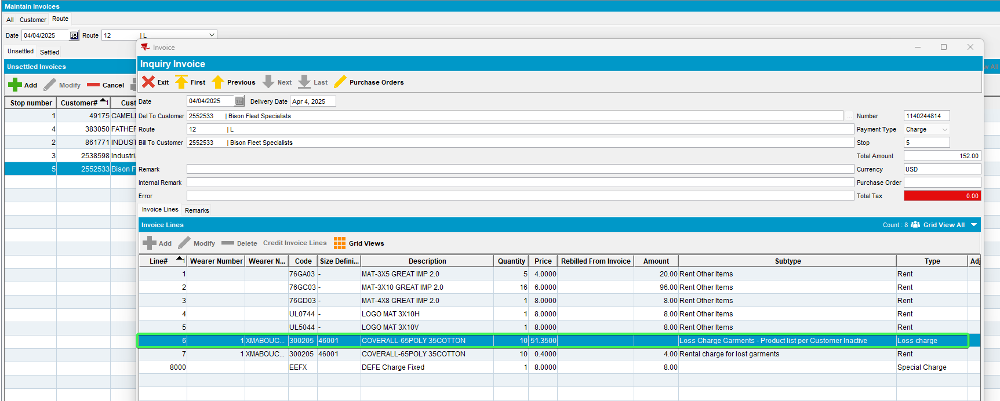 Maintain Invoices
All Customer Route
Date 04/04/2025 16 Route 12 | L
Unsettled Settled
Unsettled Invoices
Add Modify Cancel
Stop number Customer# 1 Cust
1 49175 CAMELL
4 383050 FATHER
2 861771 INDUST
3 2538598 Industri
5 2552533 Bison F
w All
Invoice
Inquiry Invoice
Exit First Previous Next Last Purchase Orders
Date 04/04/2025 16 Delivery Date Apr 4, 2025
Del To Customer 2552533 | Bison Fleet Specialists ... Number 1140244814
Route 12 | L Payment Type Charge
Bill To Customer 2552533 | Bison Fleet Specialists Stop 5
Total Amount 152.00
Remark Currency USD
Internal Remark Purchase Order
Error Total Tax 0.00
Invoice Lines Remarks
Invoice Lines Count : 8 Grid View All
Add Modify Delete Credit Invoice Lines Grid Views
Line# 1 Wearer Number Wearer N... Code Size Defini... Description Quantity Price Rebilled From Invoice Amount Subtype Type Adj
1 76GA03 - MAT-3X5 GREAT IMP 2.0 5 4.0000 20.00 Rent Other Items Rent
2 76GC03 - MAT-3X10 GREAT IMP 2.0 16 6.0000 96.00 Rent Other Items Rent
3 76GD03 - MAT-4X8 GREAT IMP 2.0 1 8.0000 8.00 Rent Other Items Rent
4 UL0744 - LOGO MAT 3X10H 1 8.0000 8.00 Rent Other Items Rent
5 UL5044 - LOGO MAT 3X10V 1 8.0000 8.00 Rent Other Items Rent
6 1 XMABOUC... 300205 46001 COVERALL-65POLY 35COTTON 10 51.3500 Loss Charge Garments - Product list per Customer Inactive Loss charge
7 1 XMABOUC... 300205 46001 COVERALL-65POLY 35COTTON 10 0.4000 4.00 Rental charge for lost garments Rent
8000 EEFX DEFE Charge Fixed 1 8.0000 8.00 Special Charge